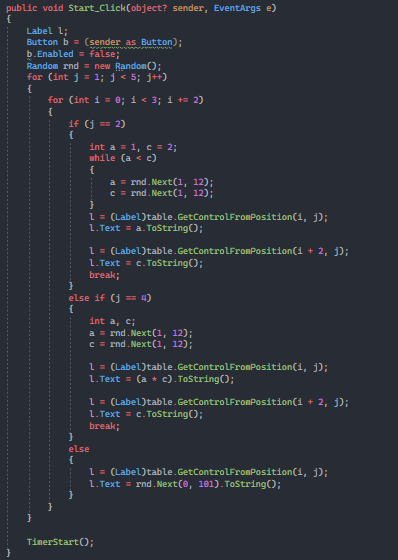 public void Start_Click(object? sender, EventArgs e)
{
    Label l;
    Button b = (sender as Button);
    b.Enabled = false;
    Random rnd = new Random();
    for (int j = 1; j < 5; j++)
    {
        for (int i = 0; i < 3; i += 2)
        {
            if (j == 2)
            {
                int a = 1, c = 2;
                while (a < c)
                {
                    a = rnd.Next(1, 12);
                    c = rnd.Next(1, 12);
                }
                l = (Label)table.GetControlFromPosition(i, j);
                l.Text = a.ToString();

                l = (Label)table.GetControlFromPosition(i + 2, j);
                l.Text = c.ToString();
                break;
            }
            else if (j == 4)
            {
                int a, c;
                a = rnd.Next(1, 12);
                c = rnd.Next(1, 12);

                l = (Label)table.GetControlFromPosition(i, j);
                l.Text = (a * c).ToString();

                l = (Label)table.GetControlFromPosition(i + 2, j);
                l.Text = c.ToString();
                break;
            }
            else
            {
                l = (Label)table.GetControlFromPosition(i, j);
                l.Text = rnd.Next(0, 101).ToString();
            }
        }
    }

    TimerStart();
}